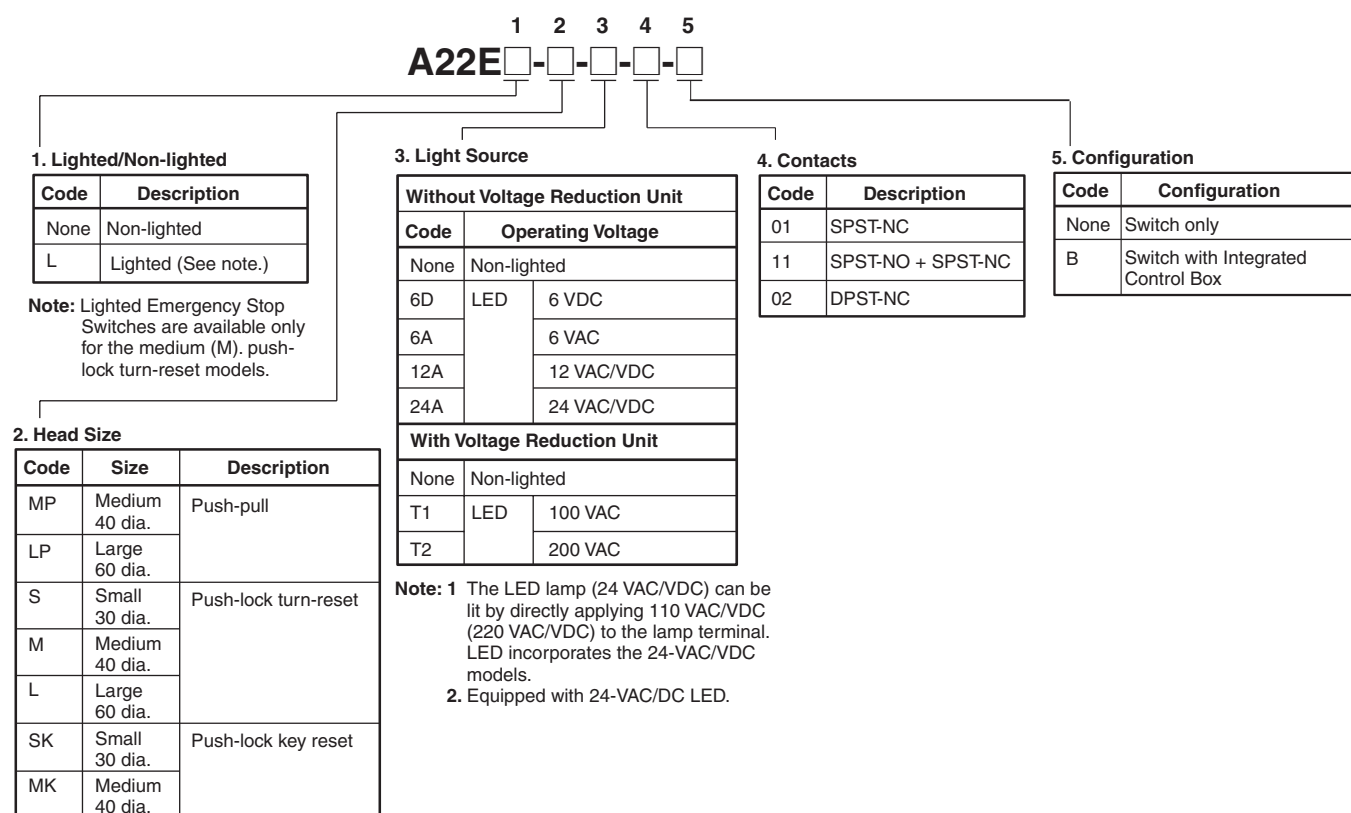 1 2 3 4 5
A22E□-□-□-□-□
1. Lighted/Non-lighted
Code Description
None Non-lighted
L Lighted (See note.)
Note: Lighted Emergency Stop
Switches are available only
for the medium (M). push-
lock turn-reset models.
2. Head Size
Code Size Description
MP Medium Push-pull
40 dia.
LP Large
60 dia.
S Small Push-lock turn-reset
30 dia.
M Medium
40 dia.
L Large
60 dia.
SK Small Push-lock key reset
30 dia.
MK Medium
40 dia.
3. Light Source
Without Voltage Reduction Unit
Code Operating Voltage
None Non-lighted
6D LED 6 VDC
6A 6 VAC
12A 12 VAC/VDC
24A 24 VAC/VDC
With Voltage Reduction Unit
None Non-lighted
T1 LED 100 VAC
T2 200 VAC
Note: 1 The LED lamp (24 VAC/VDC) can be
lit by directly applying 110 VAC/VDC
(220 VAC/VDC) to the lamp terminal.
LED incorporates the 24-VAC/VDC
models.
2. Equipped with 24-VAC/DC LED.
4. Contacts
Code Description
01 SPST-NC
11 SPST-NO + SPST-NC
02 DPST-NC
5. Configuration
Code Configuration
None Switch only
B Switch with Integrated
Control Box